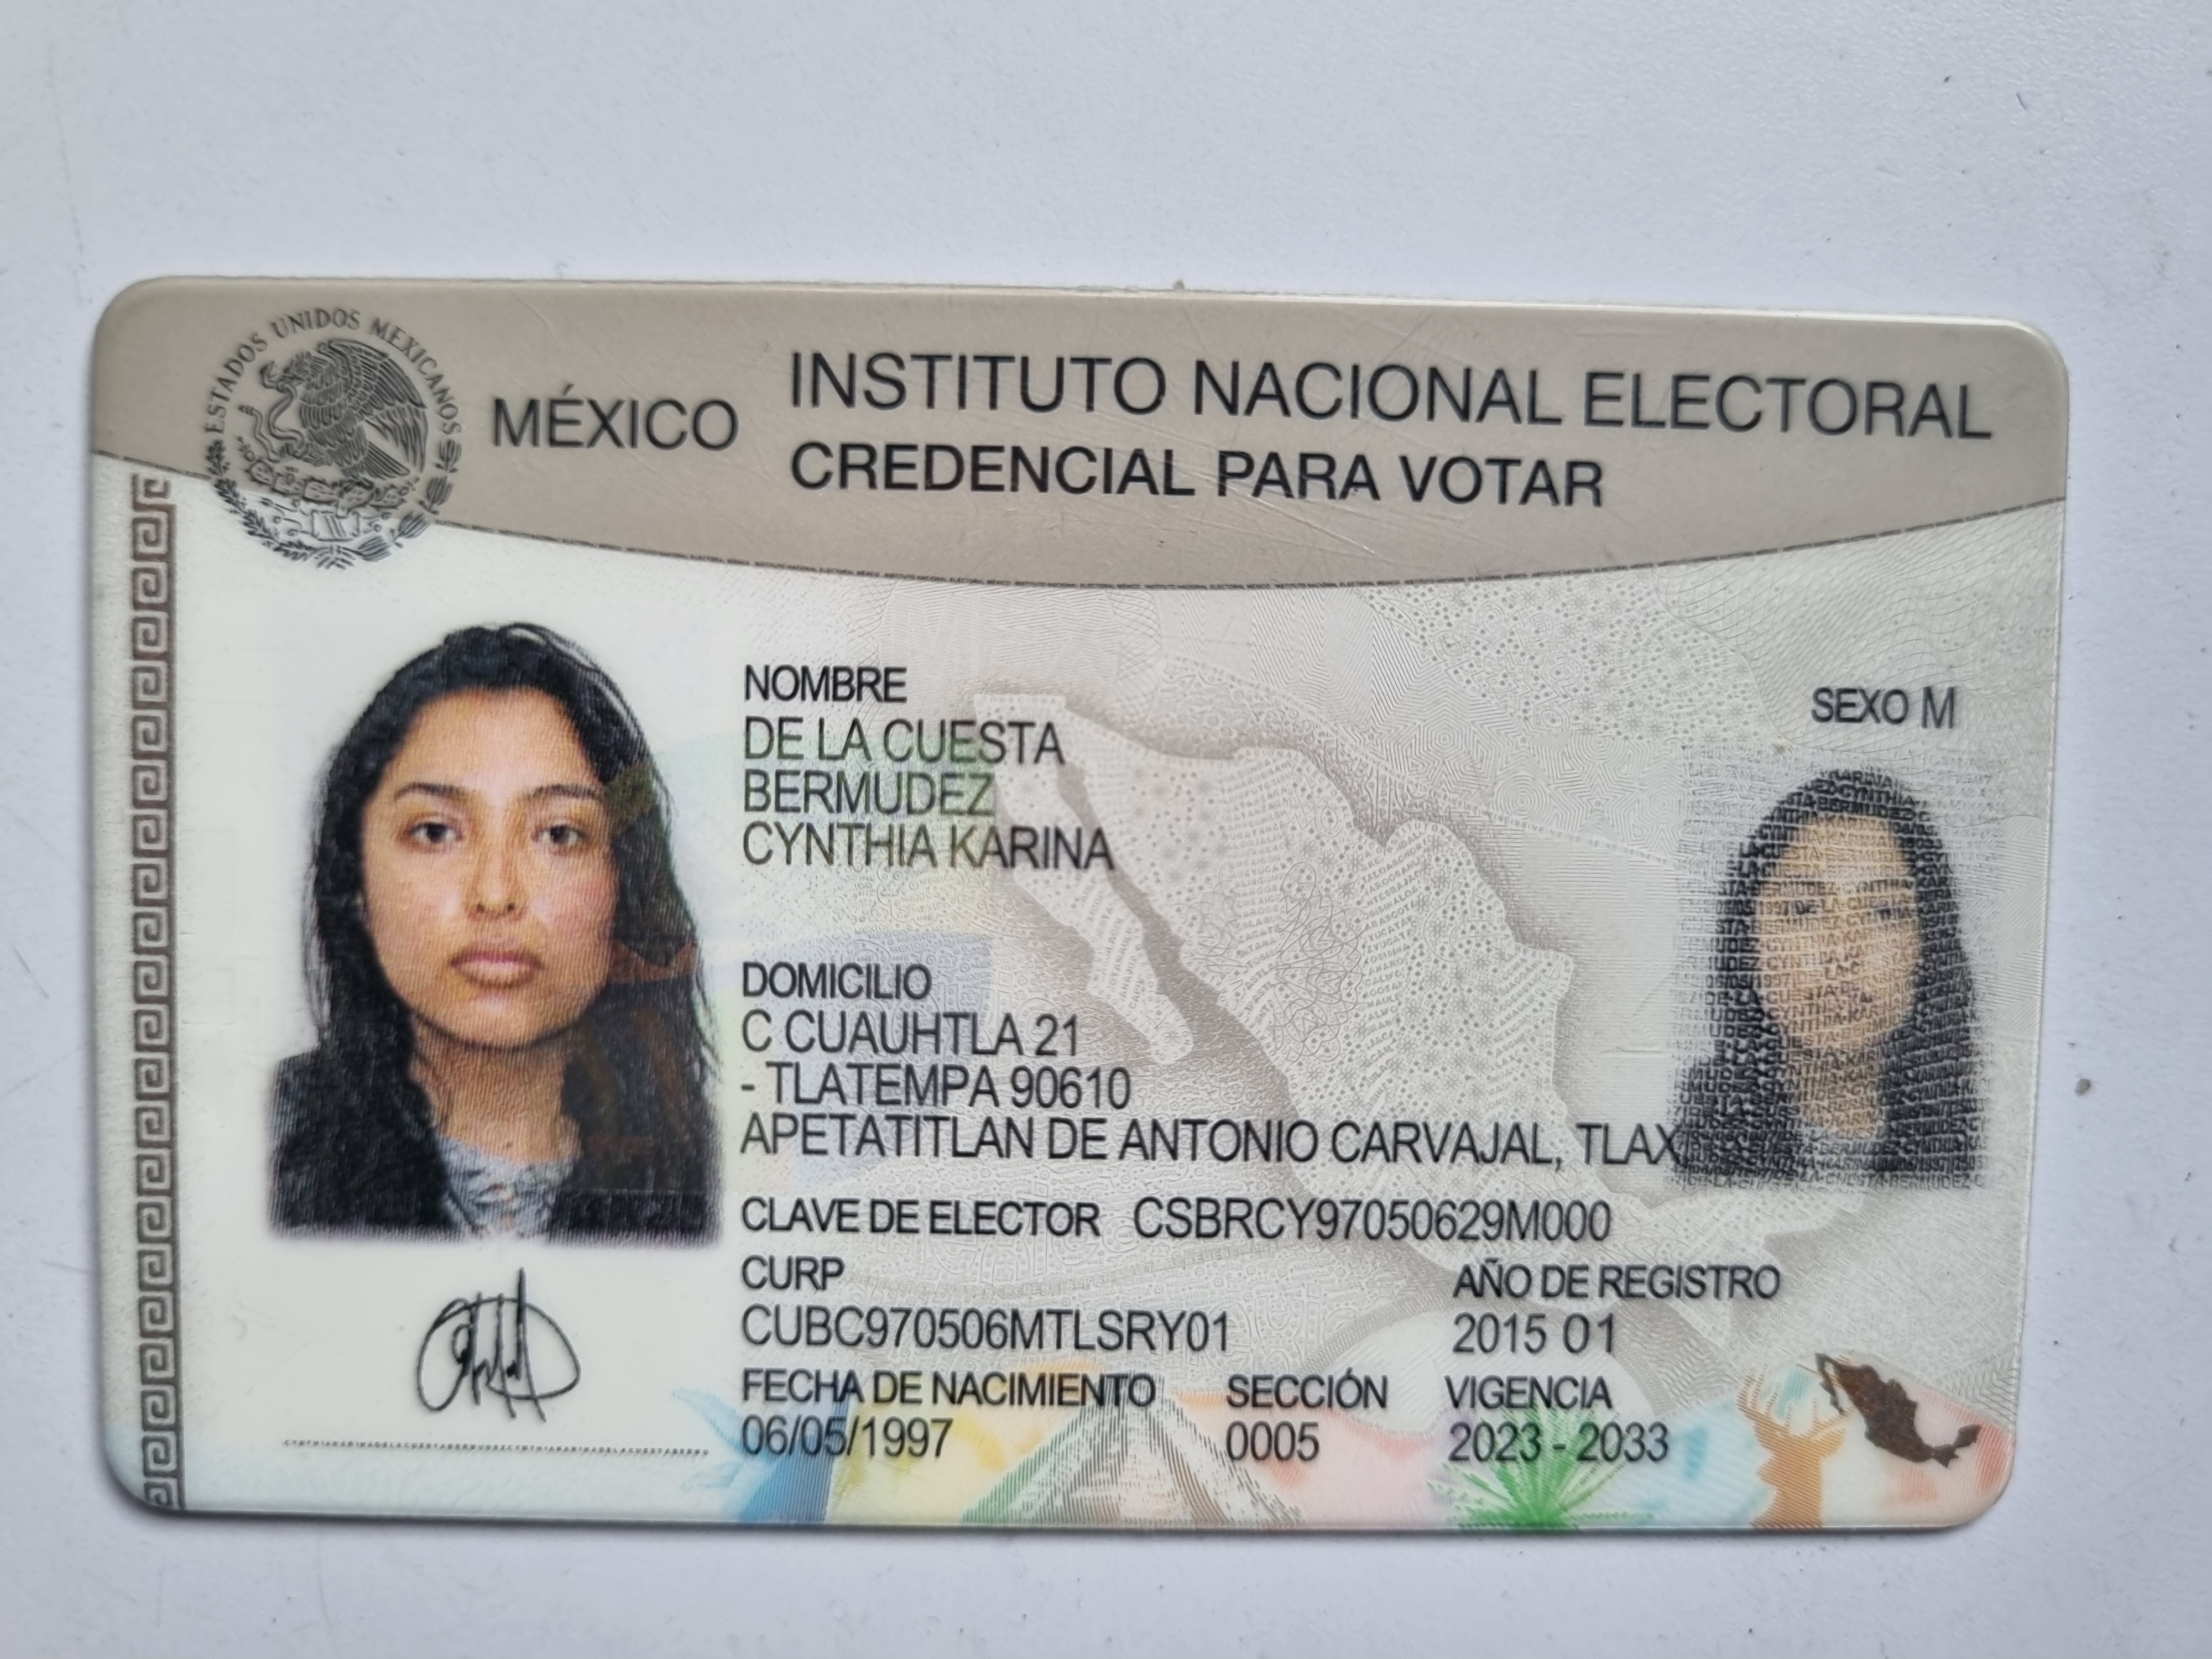 ESTADOS UNIDOS MEXICANOS
MÉXICO INSTITUTO NACIONAL ELECTORAL
CREDENCIAL PARA VOTAR
NOMBRE
DE LA CUESTA
BERMUDEZ
CYNTHIA KARINA
SEXO M
DOMICILIO
C CUAUHTLA 21
- TLATEMPA 90610
APETATITLAN DE ANTONIO CARVAJAL, TLAX.
CLAVE DE ELECTOR CSBRCY97050629M000
CURP
CUBC970506MTLSRY01
AÑO DE REGISTRO
2015 01
FECHA DE NACIMIENTO
06/05/1997
SECCIÓN
0005
VIGENCIA
2023 - 2033